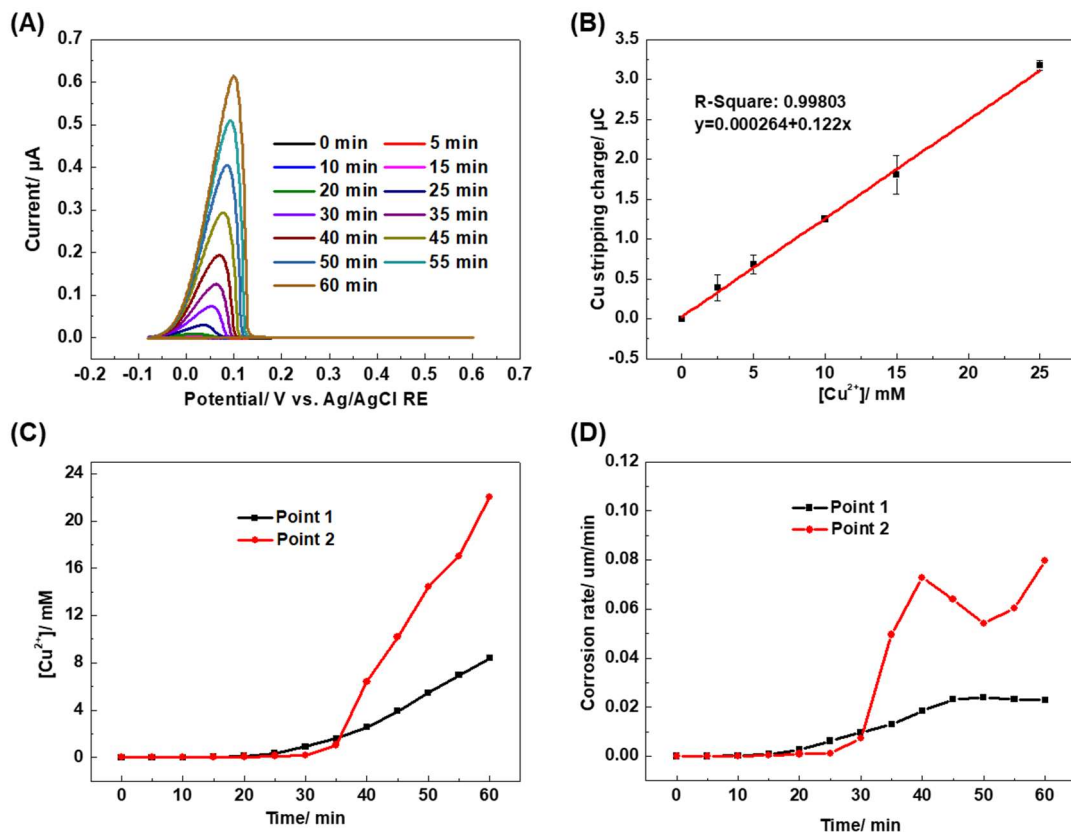 (A)
0.7
0.6
0.5
0.4
0.3
0.2
0.1
0.0
Current/ μA
0 min 5 min
10 min 15 min
20 min 25 min
30 min 35 min
40 min 45 min
50 min 55 min
60 min
-0.2 -0.1 0.0 0.1 0.2 0.3 0.4 0.5 0.6 0.7
Potential/ V vs. Ag/AgCl RE
(B)
3.5
3.0
2.5
2.0
1.5
1.0
0.5
0.0
-0.5
Cu stripping charge/ μC
R-Square: 0.99803
y=0.000264+0.122x
0 5 10 15 20 25
[Cu²⁺]/ mM
(C)
24
20
16
12
8
4
0
[Cu²⁺]/ mM
Point 1
Point 2
0 10 20 30 40 50 60
Time/ min
(D)
0.12
0.10
0.08
0.06
0.04
0.02
0.00
Corrosion rate/ um/min
Point 1
Point 2
0 10 20 30 40 50 60
Time/ min